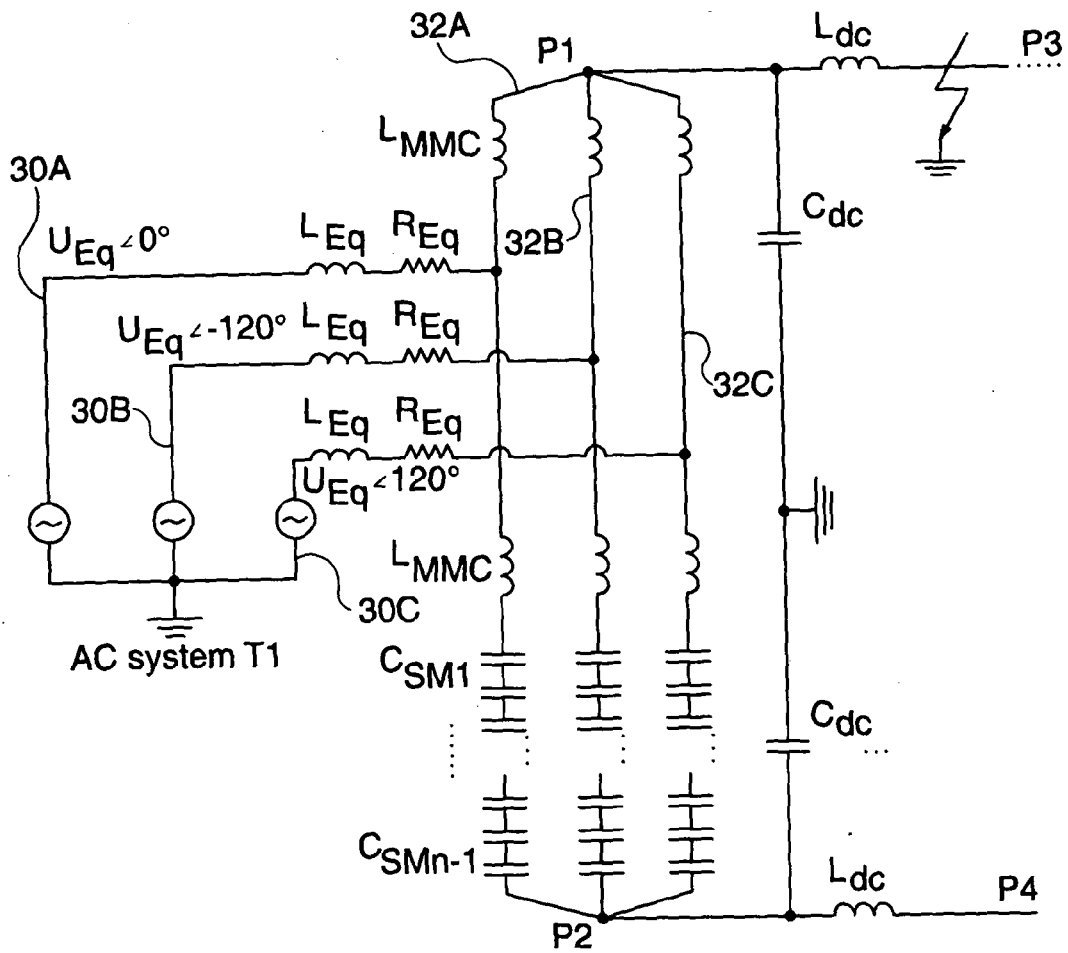 32A
P1
Ldc
P3
LMMC
30A
Cdc
UEq∠0°
LEq
REq
32B
UEq∠-120°
LEq
REq
32C
30B
LEq
REq
UEq∠120°
LMMC
30C
AC system T1
CSM1
Cdc
CSMn-1
Ldc
P4
P2